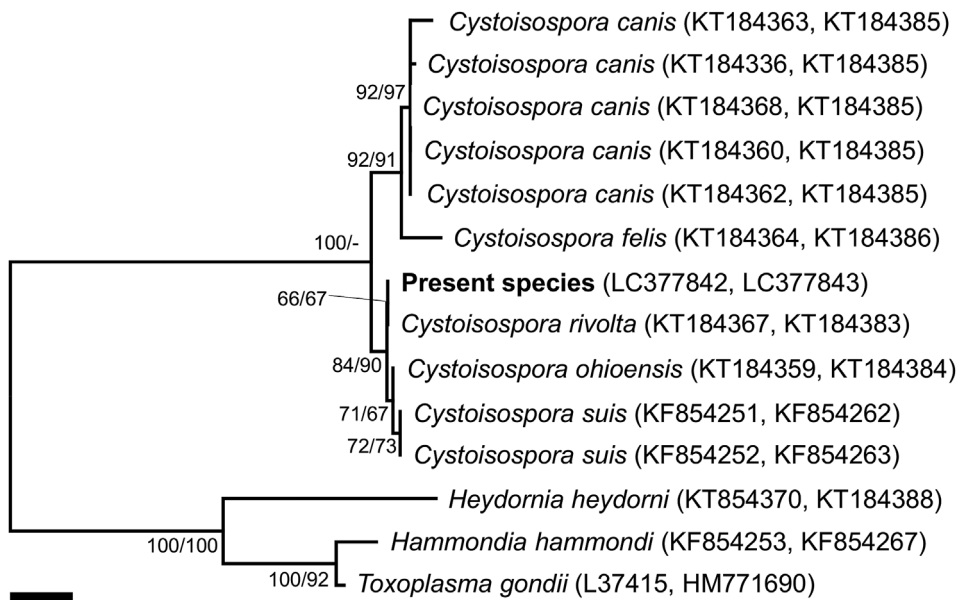 Cystoisospora canis (KT184363, KT184385)
Cystoisospora canis (KT184336, KT184385)
92/97
Cystoisospora canis (KT184368, KT184385)
Cystoisospora canis (KT184360, KT184385)
92/91
Cystoisospora canis (KT184362, KT184385)
Cystoisospora felis (KT184364, KT184386)
100/-
Present species (LC377842, LC377843)
66/67
Cystoisospora rivolta (KT184367, KT184383)
84/90
Cystoisospora ohioensis (KT184359, KT184384)
71/67
Cystoisospora suis (KF854251, KF854262)
72/73
Cystoisospora suis (KF854252, KF854263)
Heydornia heydorni (KT854370, KT184388)
100/100
Hammondia hammondi (KF854253, KF854267)
100/92
Toxoplasma gondii (L37415, HM771690)